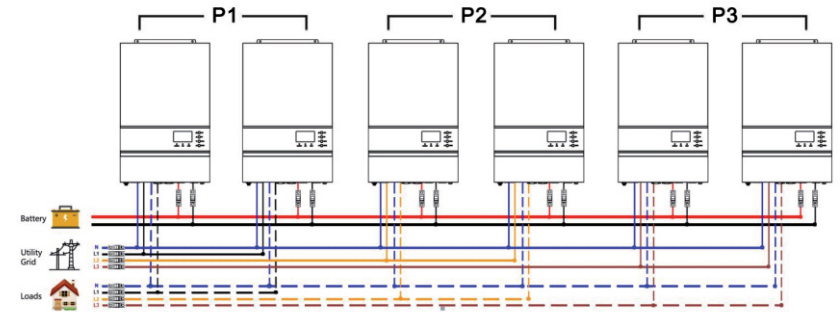 P1 P2 P3
Battery
Utility
Grid
N
L1
L2
L3
Loads
N
L1
L2
L3